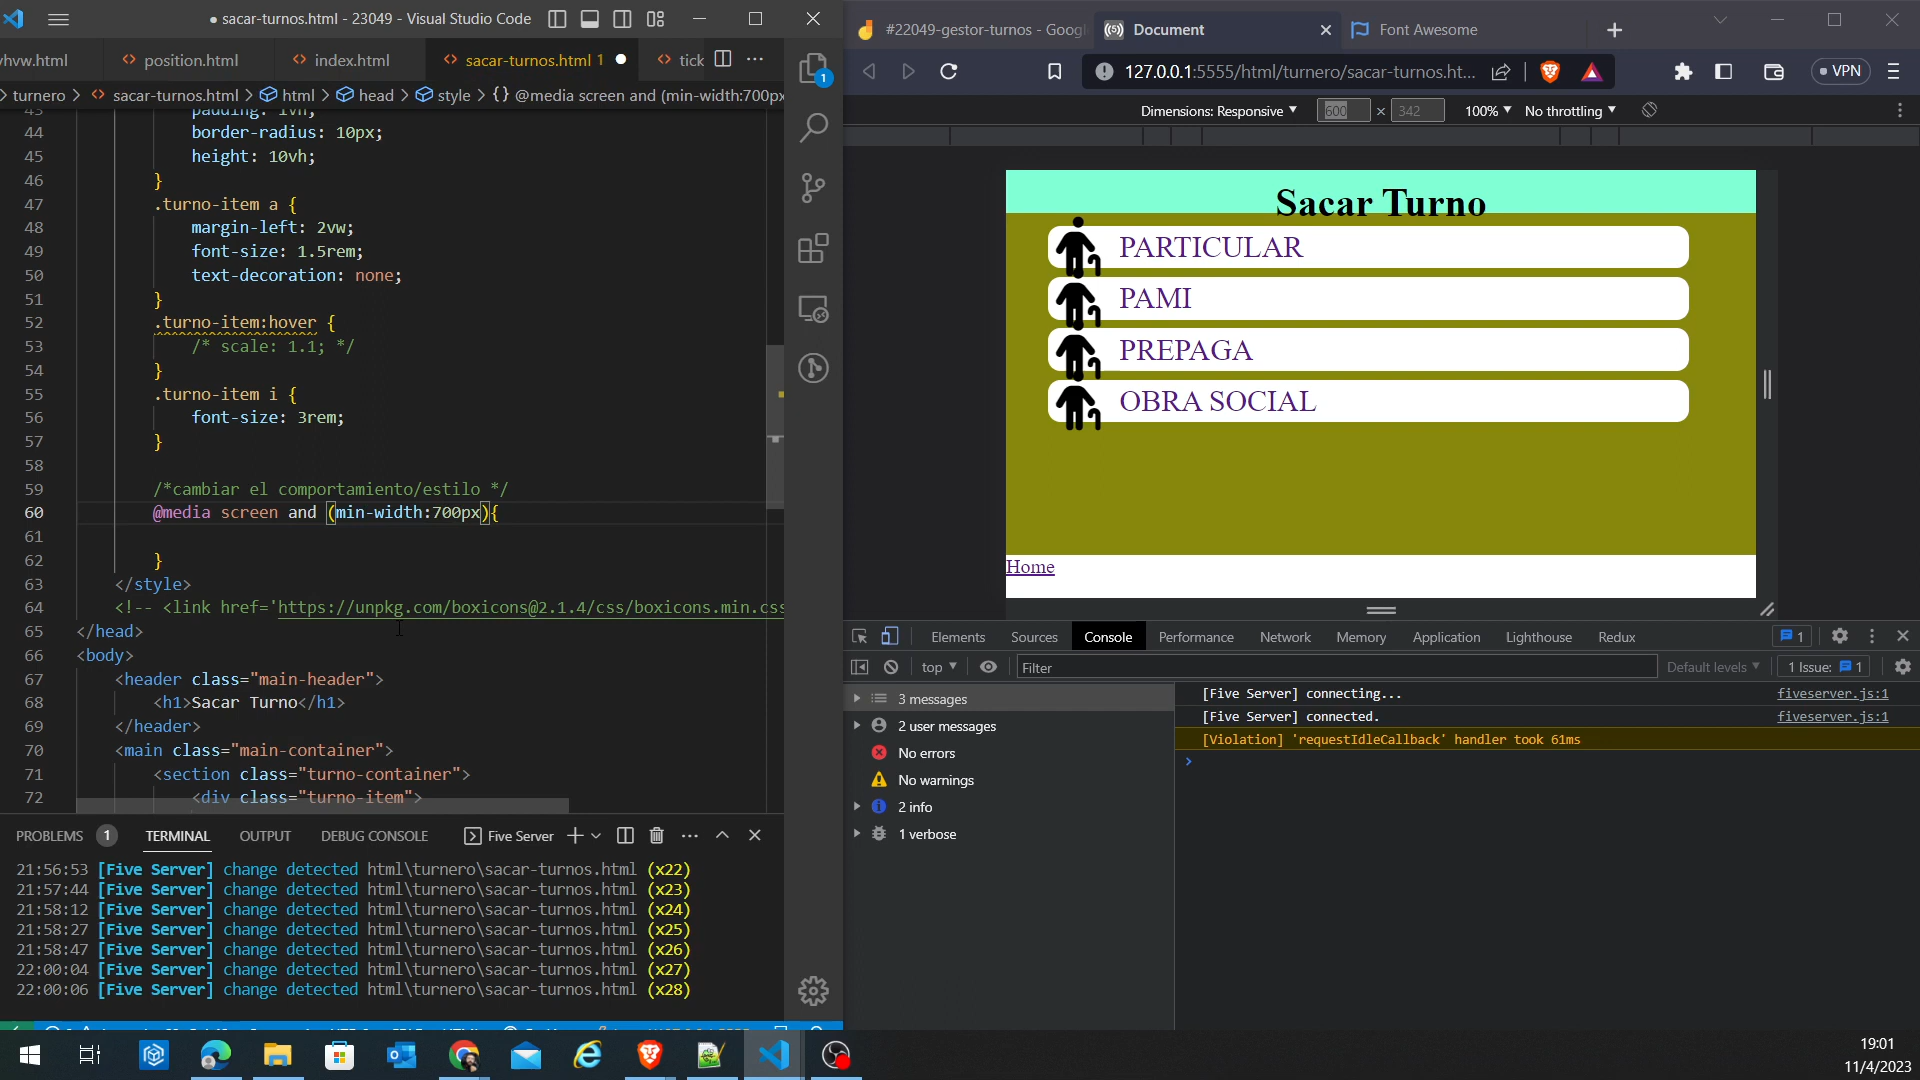 sacar-turnos.html - 23049 - Visual Studio Code
#22049-gestor-turnos - Googl
Document
Font Awesome
vhvw.html
position.html
index.html
sacar-turnos.html 1
tick
127.0.0.1:5555/html/turnero/sacar-turnos.ht...
VPN
turnero > sacar-turnos.html > html > head > style > {} @media screen and (min-width:700px
Dimensions: Responsive
600 × 342
100%
No throttling
43 padding: 1vh;
44 border-radius: 10px;
45 height: 10vh;
46 }
47 .turno-item a {
48 margin-left: 2vw;
49 font-size: 1.5rem;
50 text-decoration: none;
51 }
52 .turno-item:hover {
53 /* scale: 1.1; */
54 }
55 .turno-item i {
56 font-size: 3rem;
57 }
58
59 /*cambiar el comportamiento/estilo */
60 @media screen and (min-width:700px){
61
62 }
63 </style>
64 <!-- <link href='https://unpkg.com/boxicons@2.1.4/css/boxicons.min.css
65 </head>
66 <body>
67 <header class="main-header">
68 <h1>Sacar Turno</h1>
69 </header>
70 <main class="main-container">
71 <section class="turno-container">
72 <div class="turno-item">
Sacar Turno
PARTICULAR
PAMI
PREPAGA
OBRA SOCIAL
Home
Elements Sources Console Performance Network Memory Application Lighthouse Redux 1
top Filter Default levels 1 Issue: 1
3 messages
2 user messages
No errors
No warnings
2 info
1 verbose
[Five Server] connecting... fiveserver.js:1
[Five Server] connected. fiveserver.js:1
[Violation] 'requestIdleCallback' handler took 61ms
PROBLEMS 1 TERMINAL OUTPUT DEBUG CONSOLE Five Server
21:56:53 [Five Server] change detected html\turnero\sacar-turnos.html (x22)
21:57:44 [Five Server] change detected html\turnero\sacar-turnos.html (x23)
21:58:12 [Five Server] change detected html\turnero\sacar-turnos.html (x24)
21:58:27 [Five Server] change detected html\turnero\sacar-turnos.html (x25)
21:58:47 [Five Server] change detected html\turnero\sacar-turnos.html (x26)
22:00:04 [Five Server] change detected html\turnero\sacar-turnos.html (x27)
22:00:06 [Five Server] change detected html\turnero\sacar-turnos.html (x28)
19:01
11/4/2023